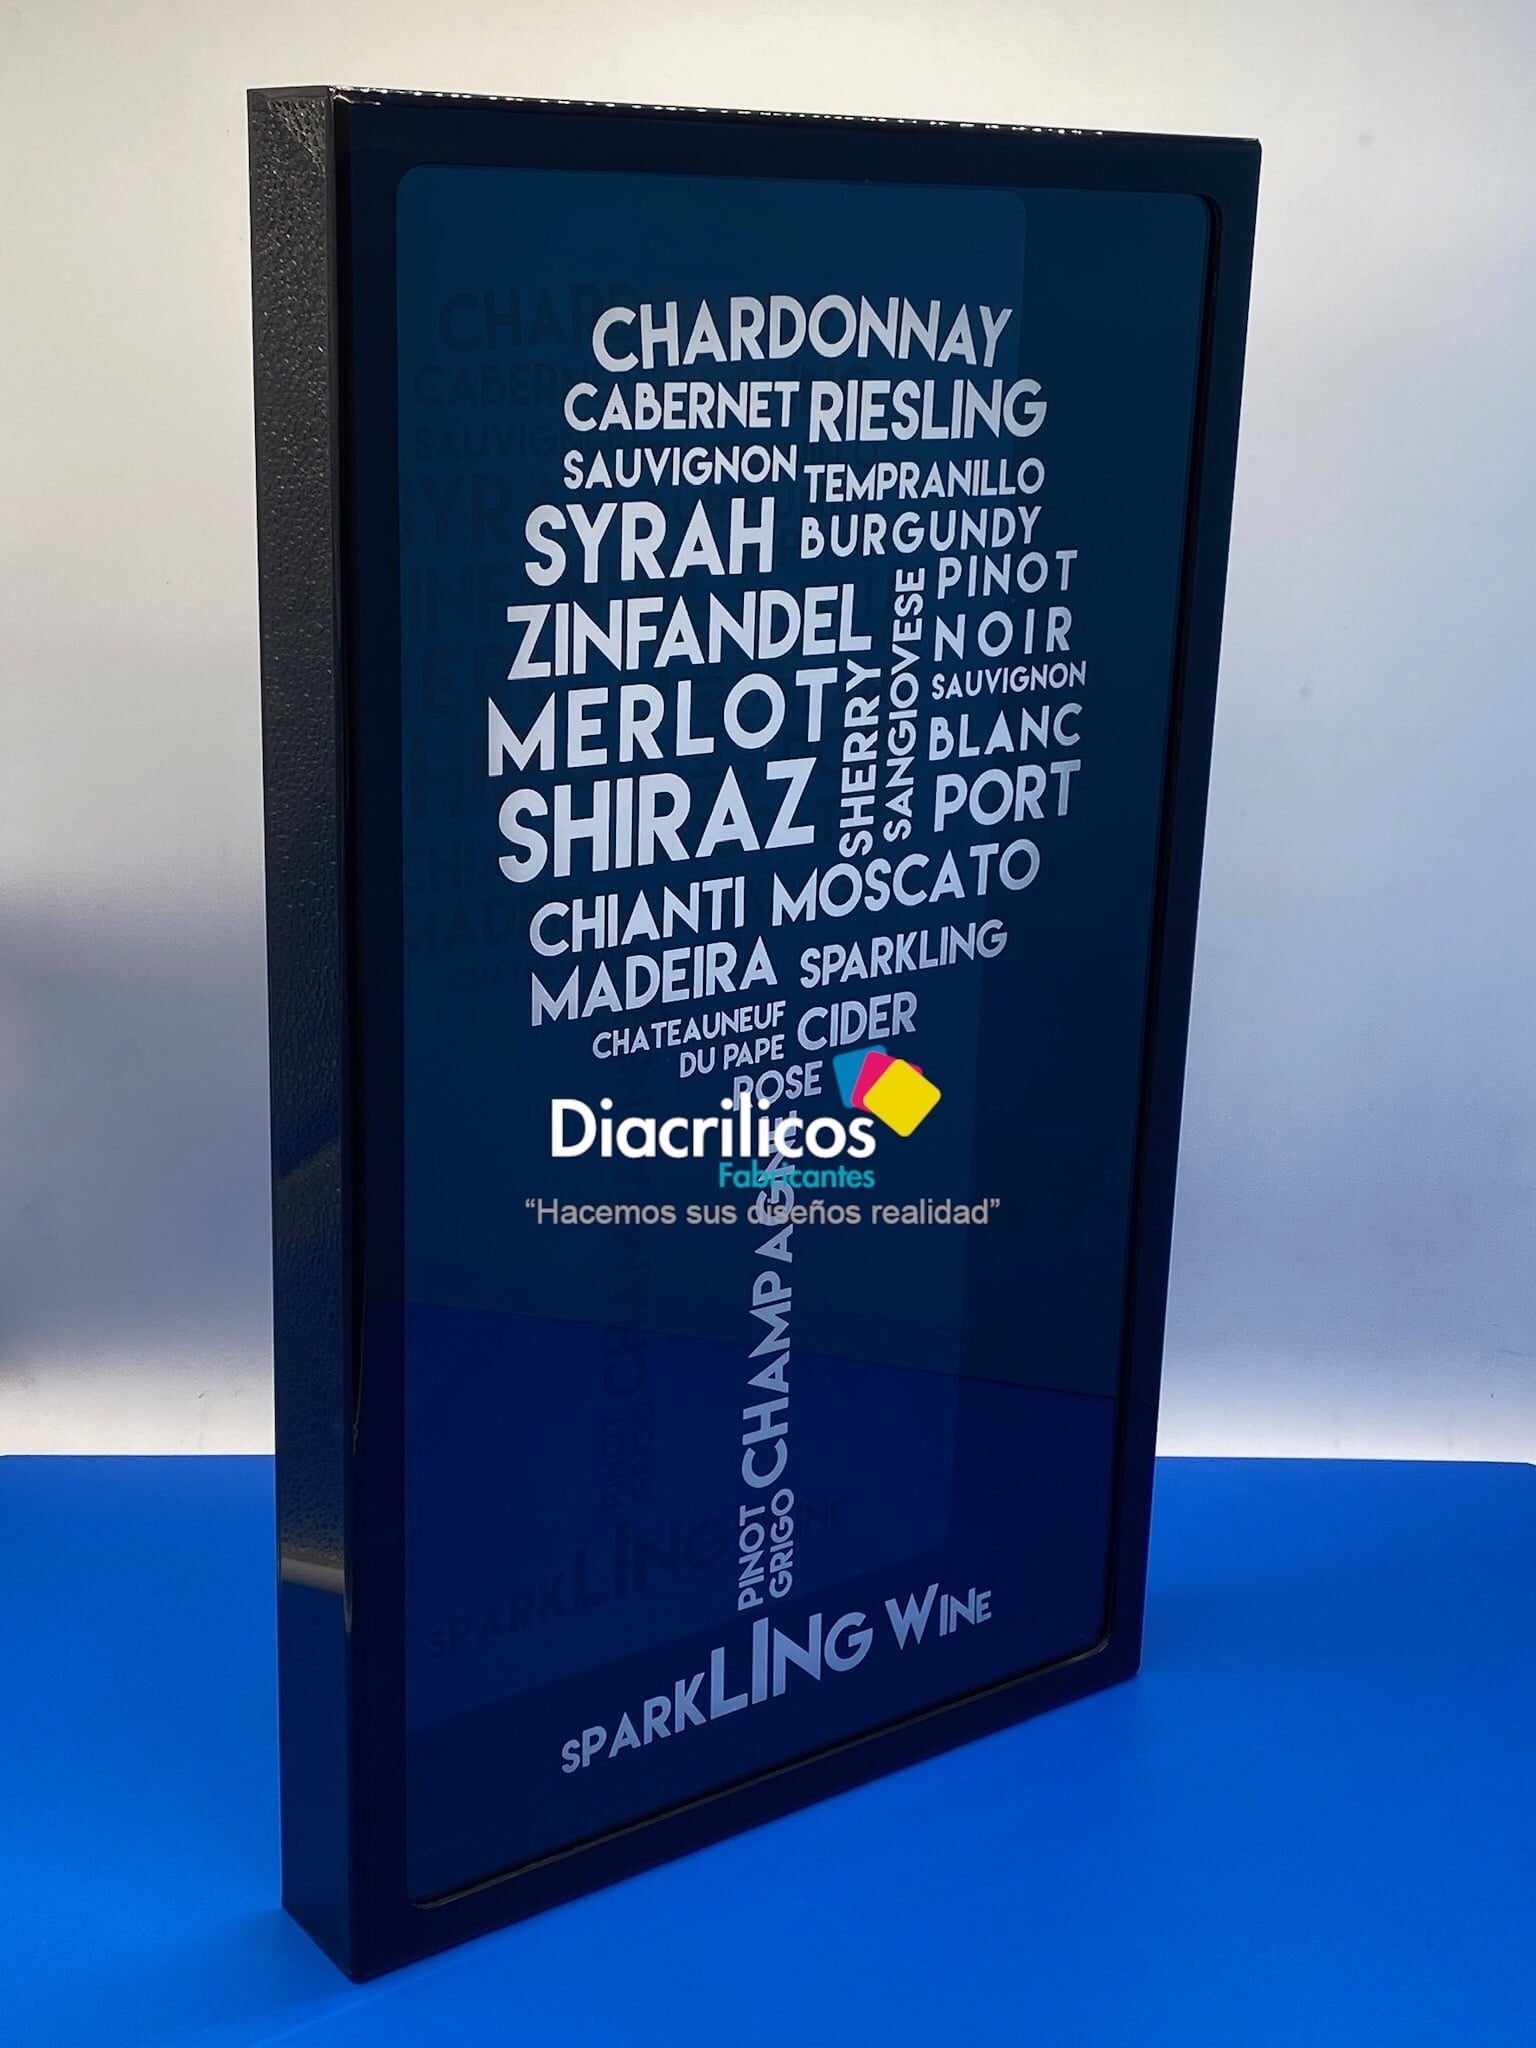 CHARDONNAY
CABERNET RIESLING
SAUVIGNON TEMPRANILLO
SYRAH BURGUNDY
ZINFANDEL
SHERRY
SANGIOVESE
PINOT
NOIR
MERLOT
SAUVIGNON
BLANC
SHIRAZ
PORT
CHIANTI MOSCATO
MADEIRA SPARKLING
CHATEAUNEUF CIDER
DU PAPE
ROSE
Diacrilicos
Fabricantes
“Hacemos sus diseños realidad”
CHAMPAGNE
PINOT
GRIGO
SPARKLING WINE